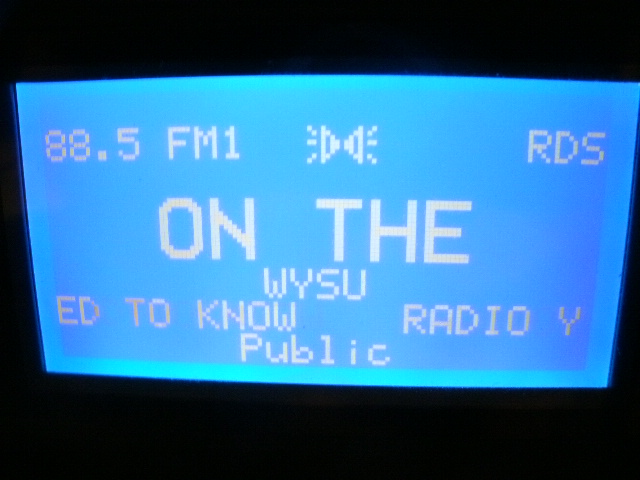 88.5 FM1 RDS
ON THE
WYSU
ED TO KNOW RADIO Y
Public